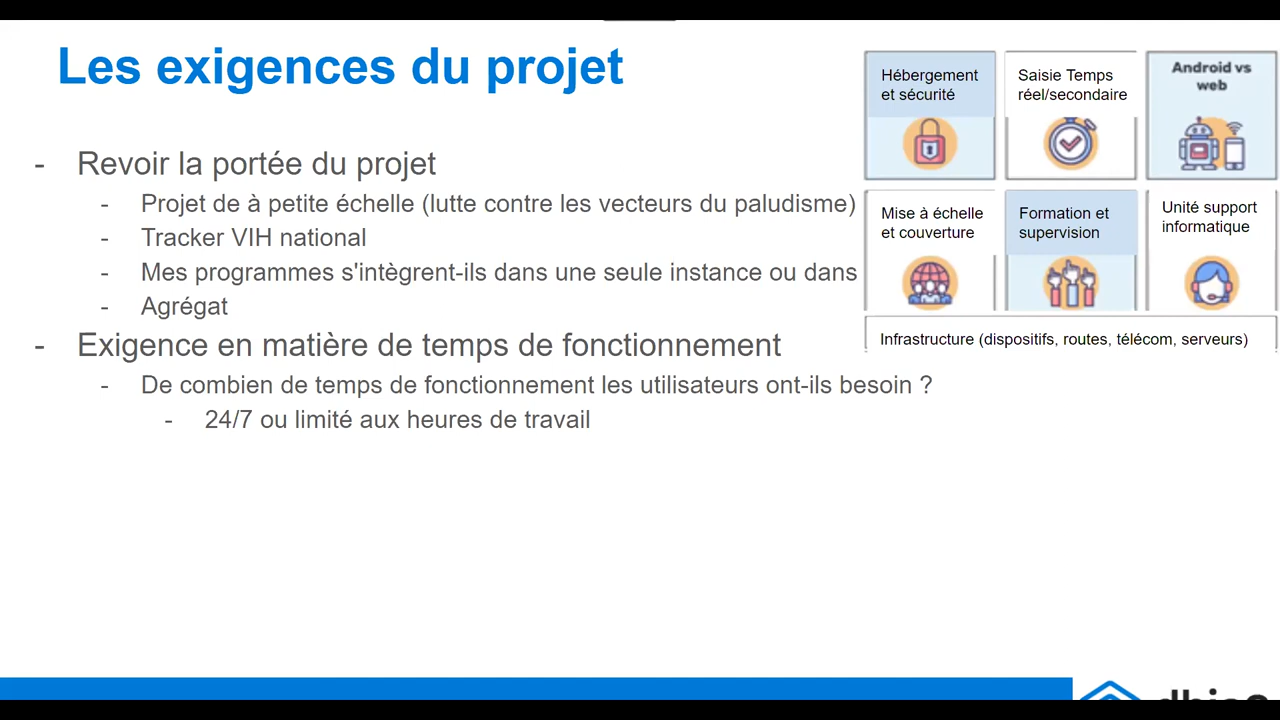 Les exigences du projet
- Revoir la portée du projet
- Projet de à petite échelle (lutte contre les vecteurs du paludisme)
- Tracker VIH national
- Mes programmes s'intègrent-ils dans une seule instance ou dans
- Agrégat
- Exigence en matière de temps de fonctionnement
- De combien de temps de fonctionnement les utilisateurs ont-ils besoin ?
- 24/7 ou limité aux heures de travail
Hébergement
et sécurité
Saisie Temps
réel/secondaire
Android vs
web
Mise à échelle
et couverture
Formation et
supervision
Unité support
informatique
Infrastructure (dispositifs, routes, télécom, serveurs)